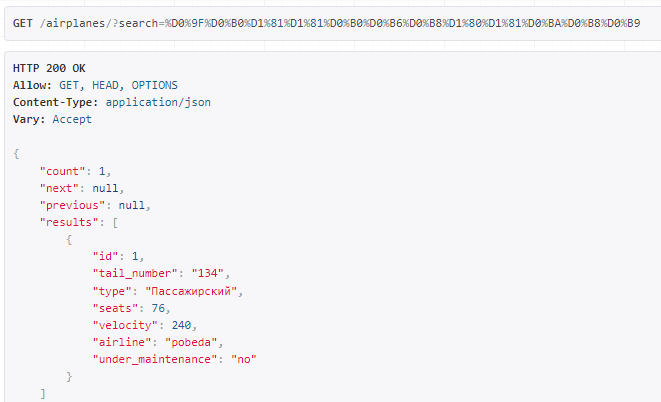 GET /airplanes/?search=%D0%9F%D0%B0%D1%81%D1%81%D0%B0%D0%B6%D0%B8%D1%80%D1%81%D0%BA%D0%B8%D0%B9
HTTP 200 OK
Allow: GET, HEAD, OPTIONS
Content-Type: application/json
Vary: Accept
{
"count": 1,
"next": null,
"previous": null,
"results": [
{
"id": 1,
"tail_number": "134",
"type": "Пассажирский",
"seats": 76,
"velocity": 240,
"airline": "pobeda",
"under_maintenance": "no"
}
]